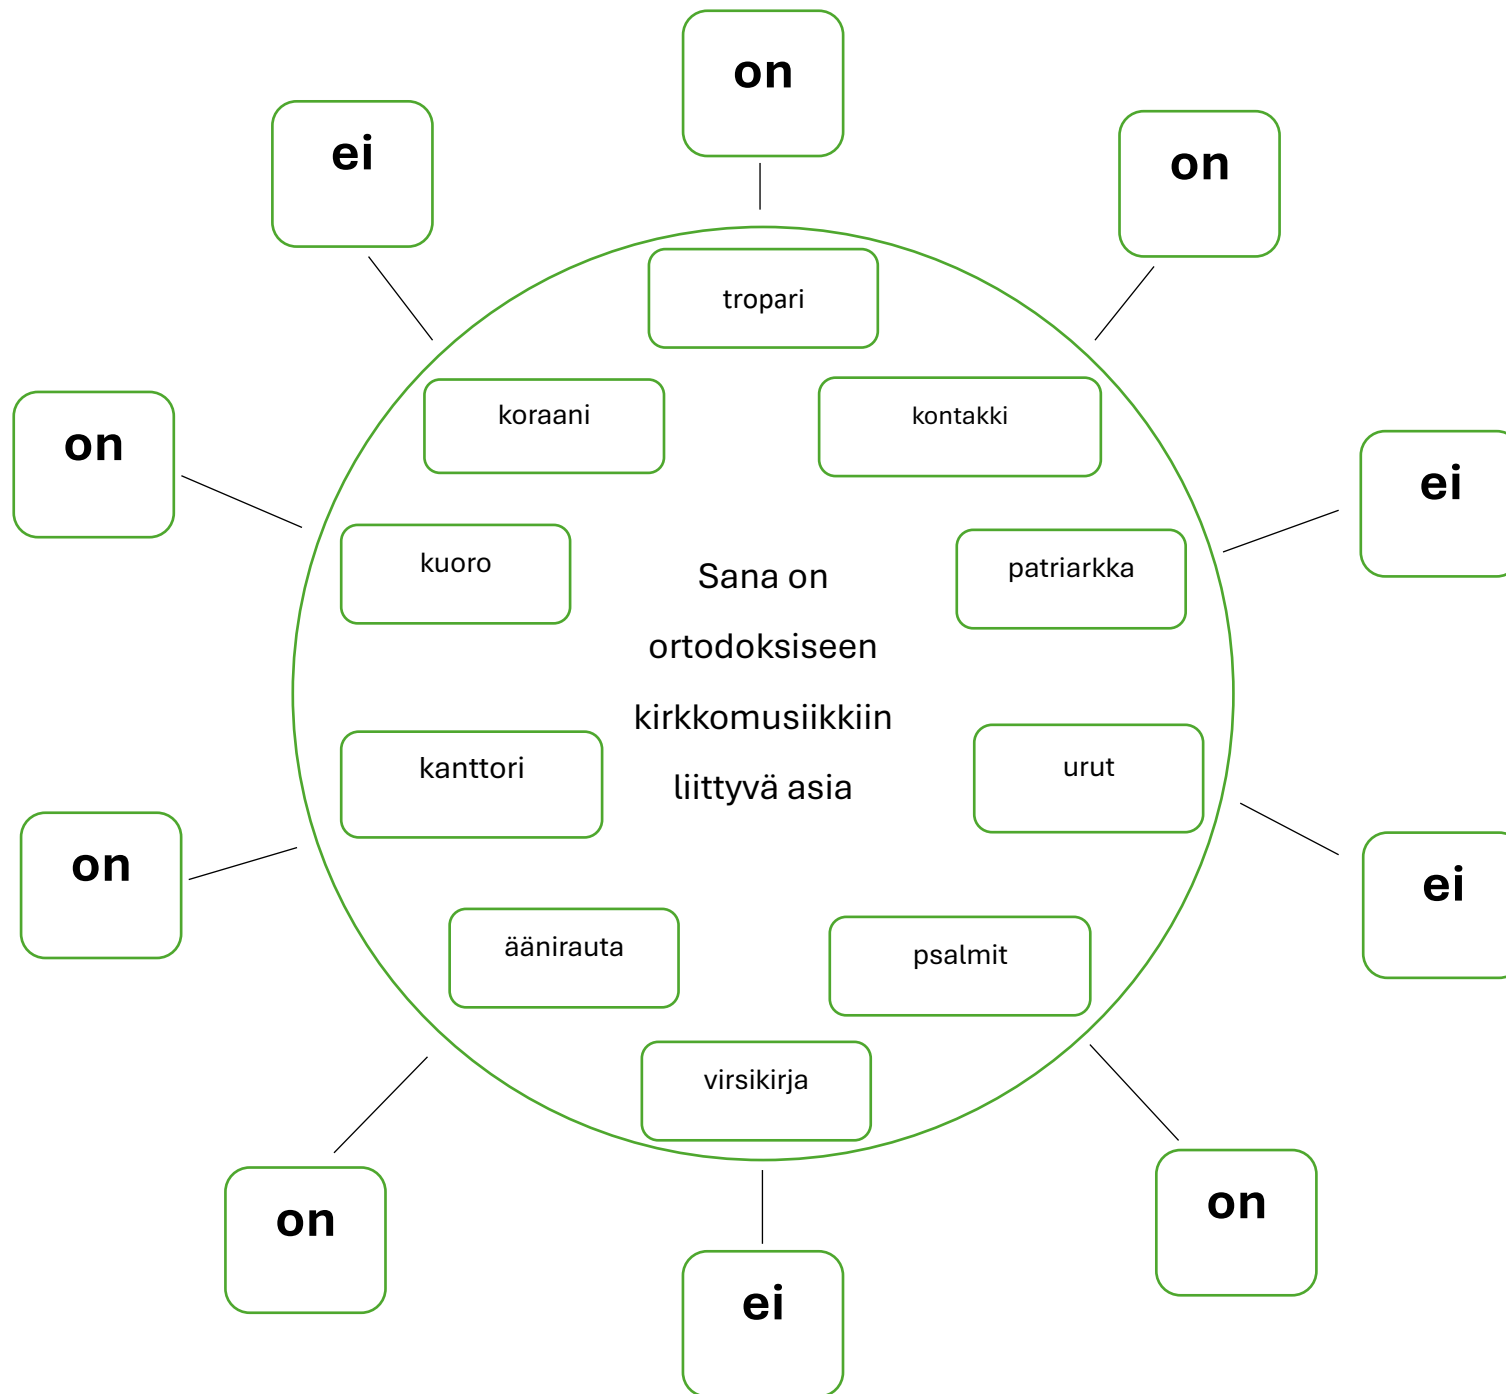 on
ei
on
tropari
koraani
kontakki
on
ei
kuoro
patriarkka
Sana on
ortodoksiseen
kirkkomusiikkiin
liittyvä asia
kanttori
urut
on
ei
äänirauta
psalmit
virsikirja
on
on
ei